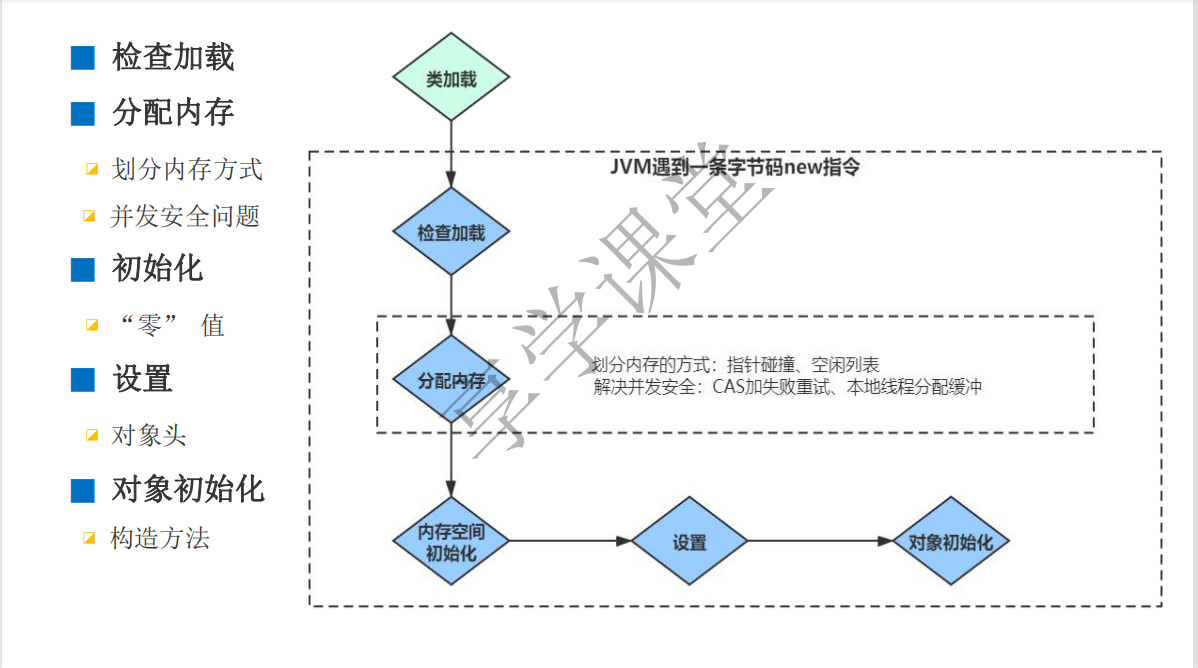 检查加载
分配内存
划分内存方式
并发安全问题
初始化
“零” 值
设置
对象头
对象初始化
构造方法
类加载
JVM遇到一条字节码new指令
检查加载
分配内存
划分内存的方式：指针碰撞、空闲列表
解决并发安全：CAS加失败重试、本地线程分配缓冲
内存空间
初始化
设置
对象初始化
享学课堂